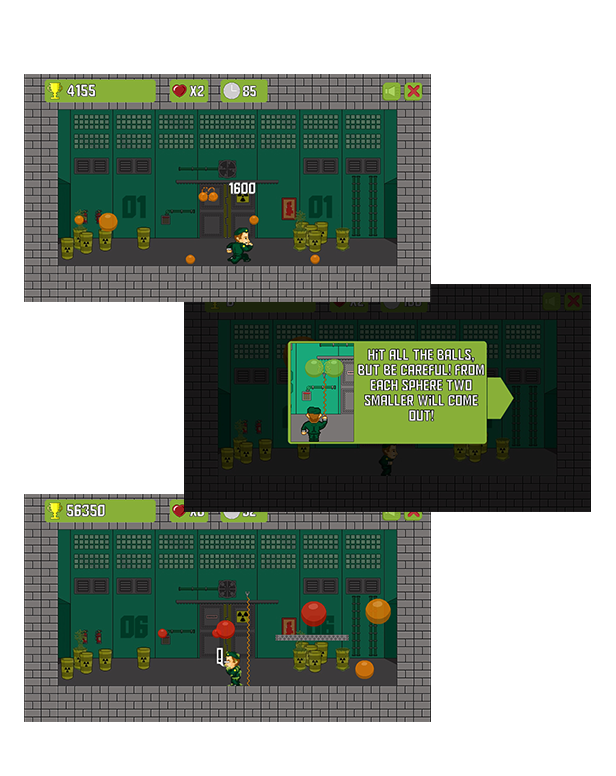 4155 X2 85
1600
01 01
HiT ALL THE BALLS,
BUT BE CAREFUL! FROM
EACH SPHERE TWO
SMALLER WiLL COME
OUT!
56350
06